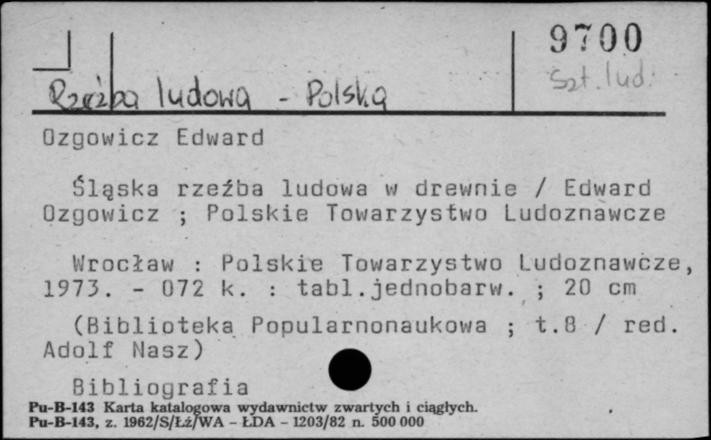 9700
Szt. lud.
Rzeźba ludowa - Polska
Ozgowicz Edward
Śląska rzeźba ludowa w drewnie / Edward
Ozgowicz ; Polskie Towarzystwo Ludoznawcze
Wrocław : Polskie Towarzystwo Ludoznawcze,
1973. - 072 k. : tabl.jednobarw. ; 20 cm
(Biblioteka Popularnonaukowa ; t.8 / red.
Adolf Nasz)
Bibliografia
Pu-B-143 Karta katalogowa wydawnictw zwartych i ciągłych.
Pu-B-143, z. 1962/S/Łź/WA - ŁDA - 1203/82 n. 500 000